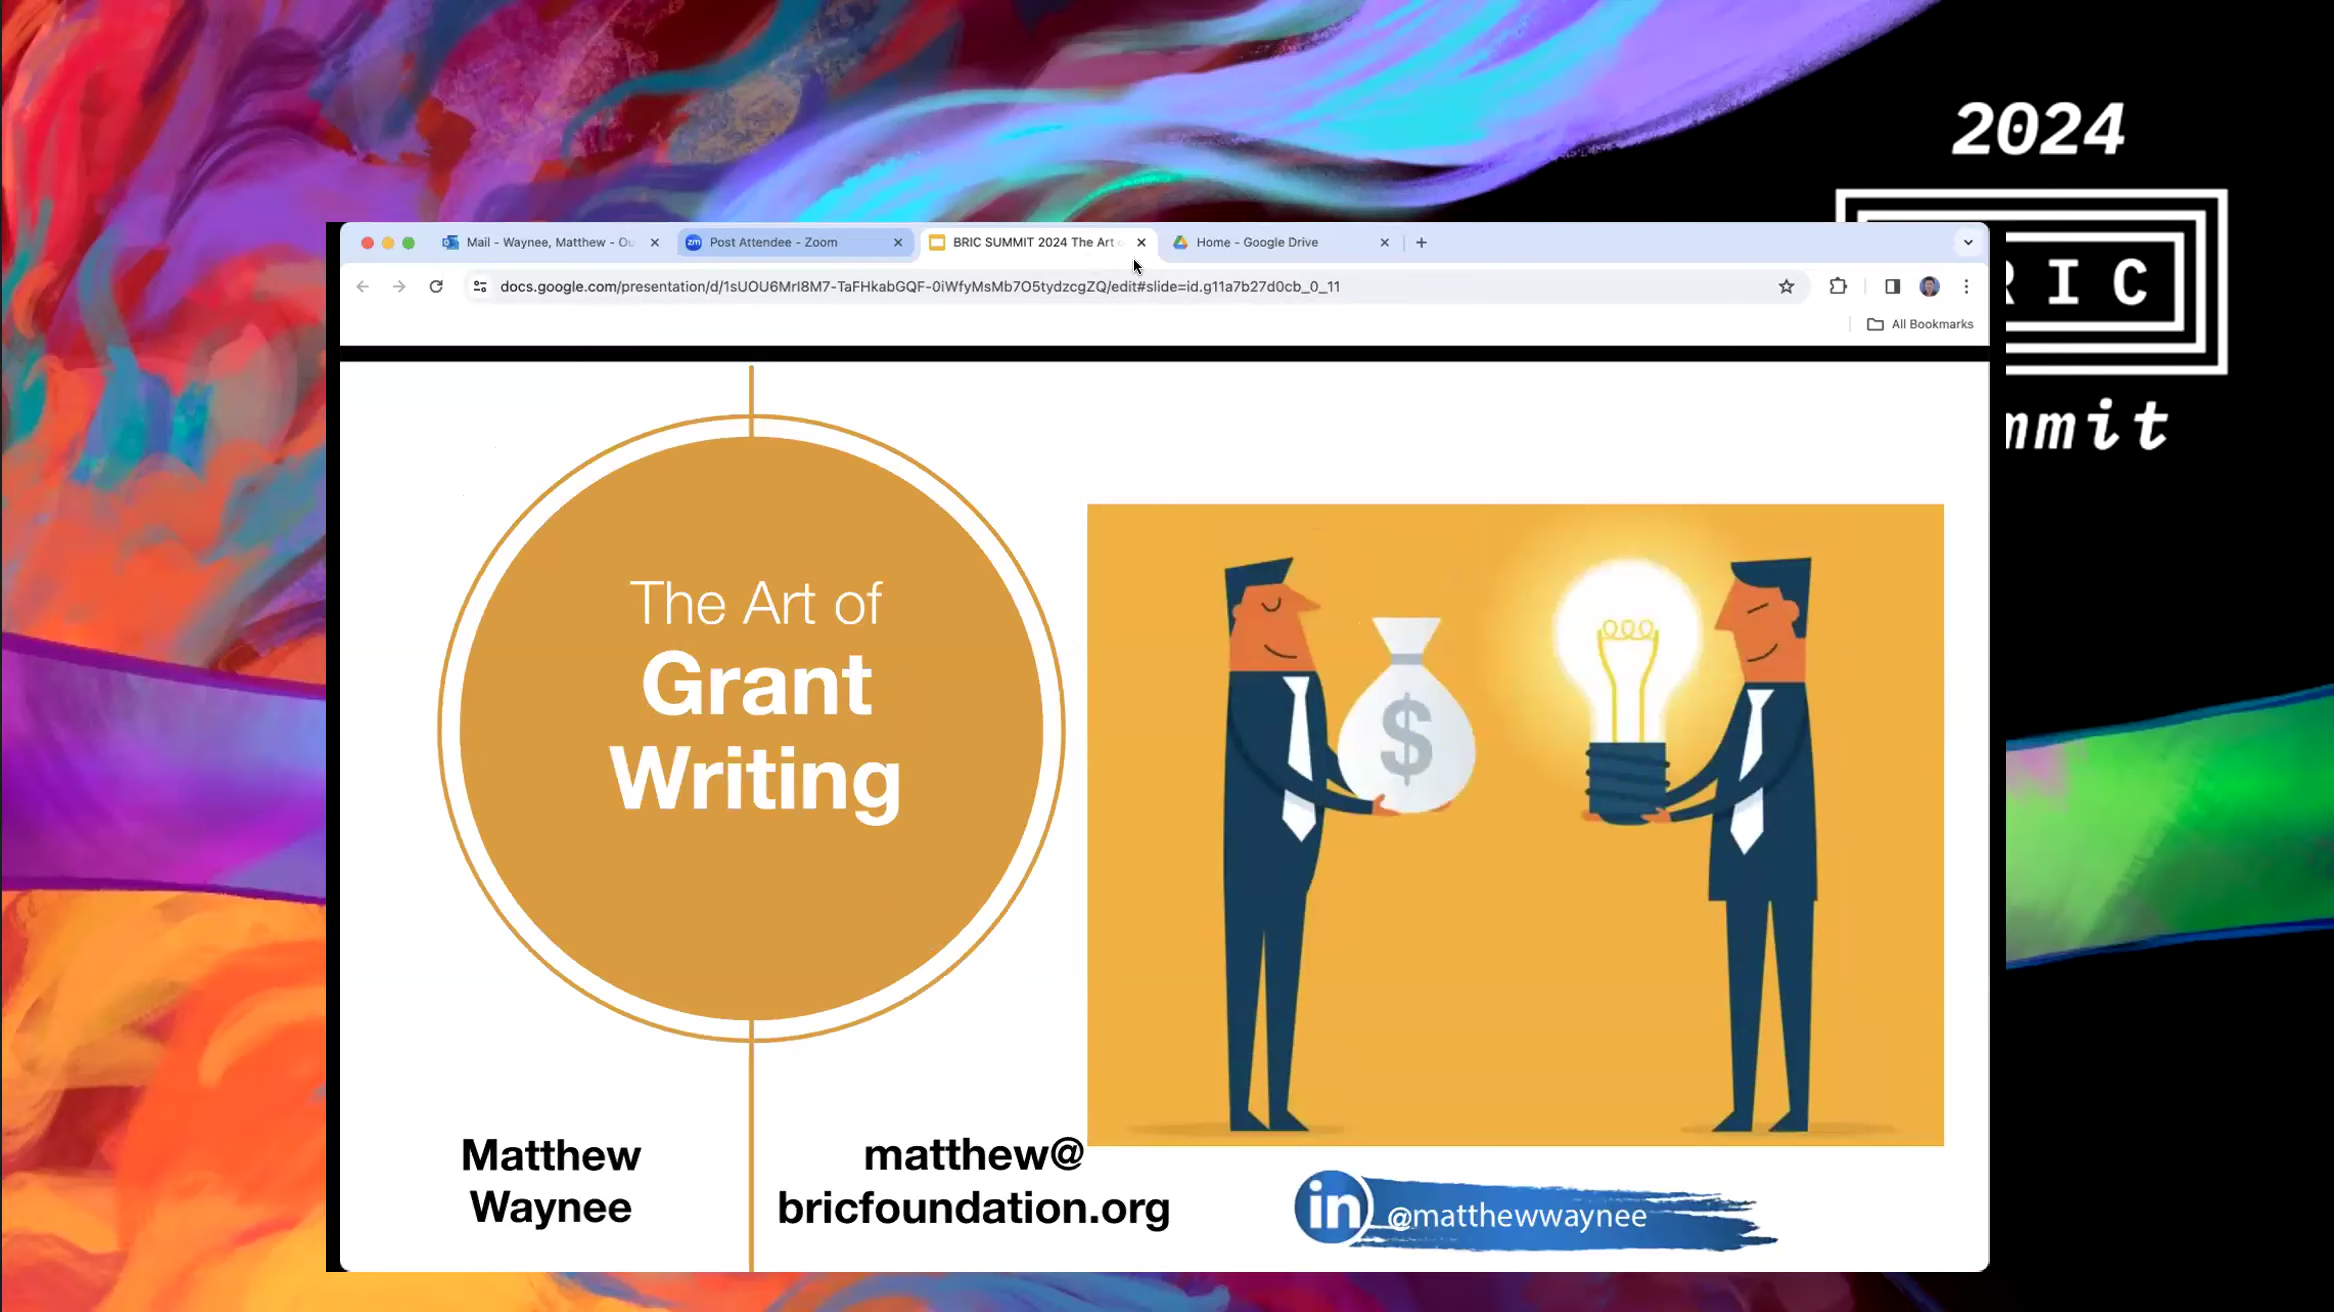 2024
RIC
mmit
Mail - Waynee, Matthew - Ou
Post Attendee - Zoom
BRIC SUMMIT 2024 The Art o
Home - Google Drive
docs.google.com/presentation/d/1sUOU6MrI8M7-TaFHkabGQF-0iWfyMsMb7O5tydzcgZQ/edit#slide=id.g11a7b27d0cb_0_11
All Bookmarks
The Art of
Grant
Writing
$
Matthew
Waynee
matthew@
bricfoundation.org
in @matthewwaynee